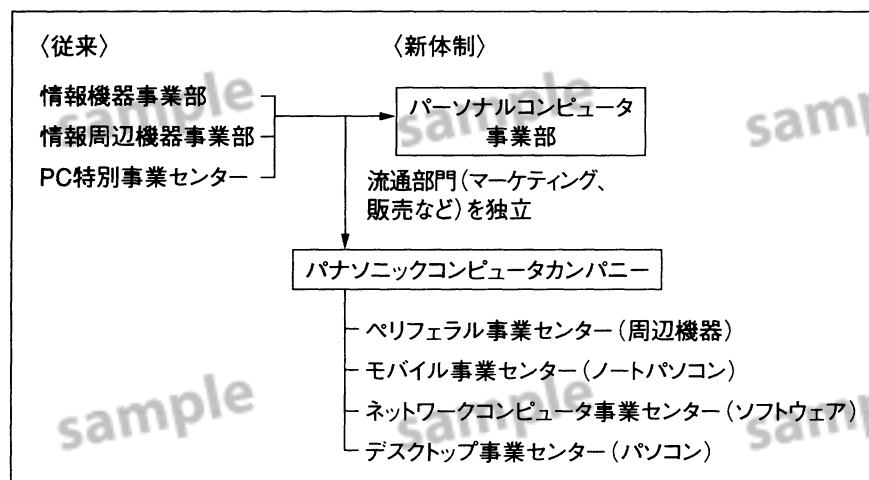 〈従来〉 〈新体制〉
情報機器事業部
情報周辺機器事業部
PC特別事業センター
パーソナルコンピュータ
事業部
流通部門(マーケティング、
販売など)を独立
パナソニックコンピュータカンパニー
ペリフェラル事業センター(周辺機器)
モバイル事業センター(ノートパソコン)
ネットワークコンピュータ事業センター(ソフトウェア)
デスクトップ事業センター(パソコン)
sample
sample
sample
sample
sample
sample